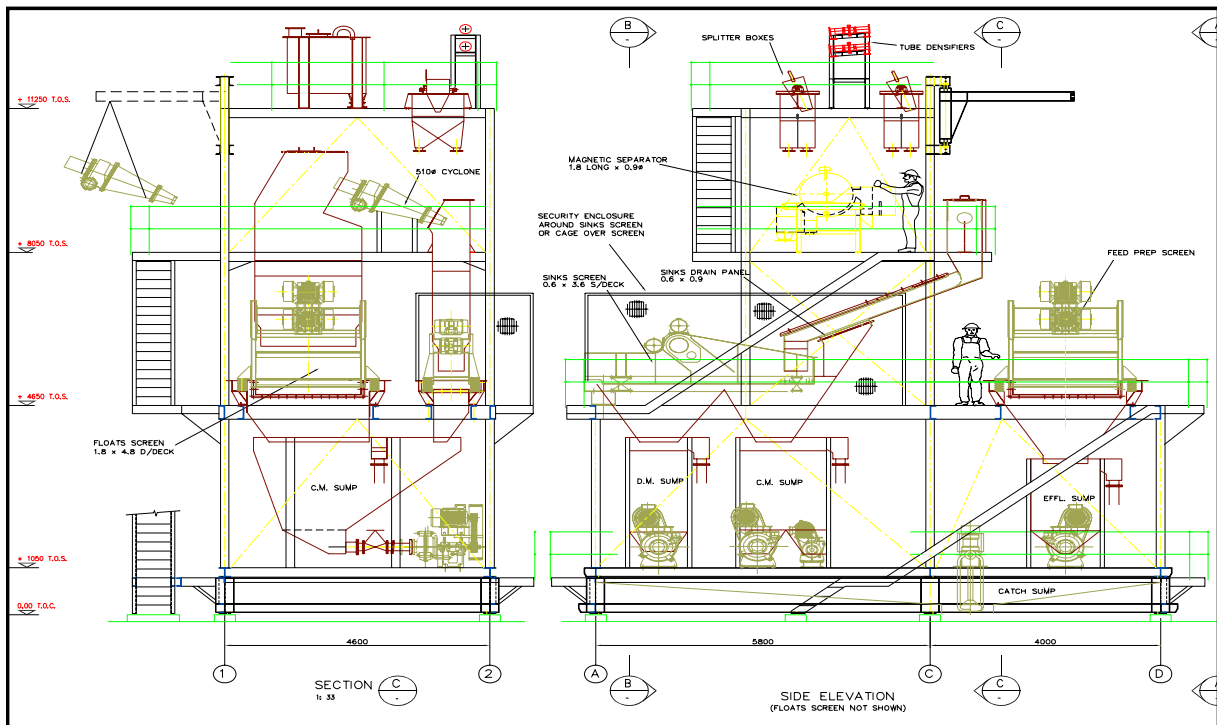 B
-
C
-
A
-
SPLITTER BOXES
TUBE DENSIFIERS
+ 11250 T.O.S.
MAGNETIC SEPARATOR
1.8 LONG × 0.9ø
510ø CYCLONE
SECURITY ENCLOSURE
AROUND SINKS SCREEN
OR CAGE OVER SCREEN
+ 8050 T.O.S.
FEED PREP SCREEN
SINKS SCREEN
0.6 × 3.6 S/DECK
SINKS DRAIN PANEL
0.6 × 0.9
+ 4650 T.O.S.
FLOATS SCREEN
1.8 × 4.8 D/DECK
C.M. SUMP
D.M. SUMP
C.M. SUMP
EFFL. SUMP
+ 1050 T.O.S.
CATCH SUMP
0.00 T.O.C.
4600
5800
4000
1
2
A
C
D
SECTION
1: 33
C
-
B
-
SIDE ELEVATION
(FLOATS SCREEN NOT SHOWN)
C
-
A
-